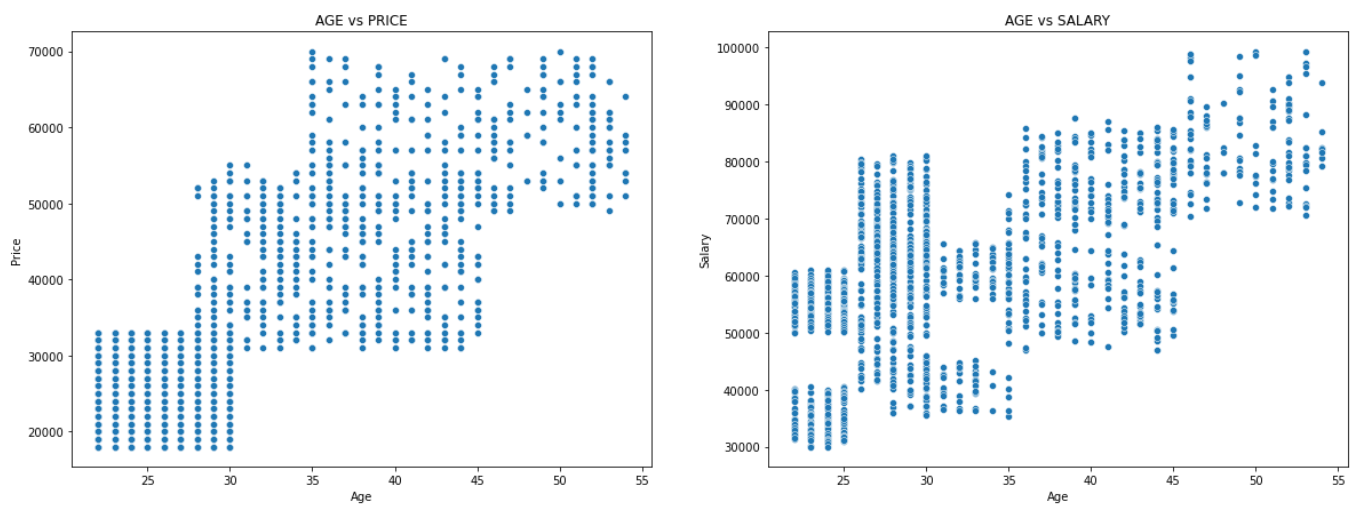 AGE vs PRICE
70000
60000
50000
40000
30000
20000
Price
25 30 35 40 45 50 55
Age
AGE vs SALARY
100000
90000
80000
70000
60000
50000
40000
30000
Salary
25 30 35 40 45 50 55
Age